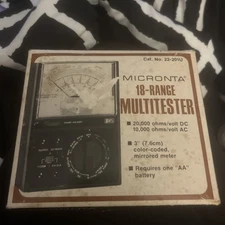 Cat. No. 22-201U
MICRONTA®
18-RANGE
MULTITESTER
• 20,000 ohms/volt DC
10,000 ohms/volt AC
• 3" (7.6cm)
color-coded,
mirrored meter
• Requires one "AA"
battery